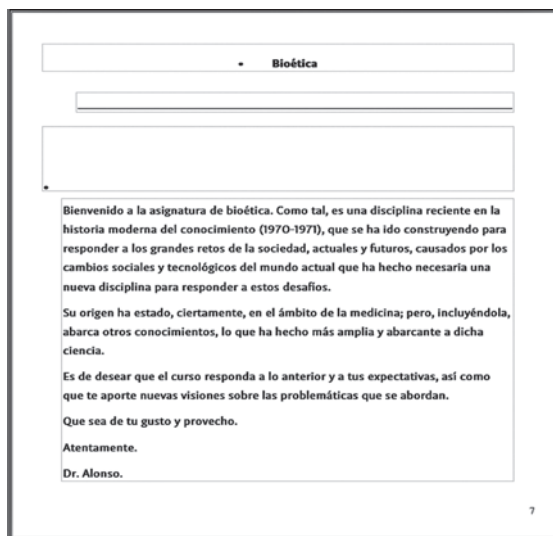 • Bioética
•
Bienvenido a la asignatura de bioética. Como tal, es una disciplina reciente en la
historia moderna del conocimiento (1970-1971), que se ha ido construyendo para
responder a los grandes retos de la sociedad, actuales y futuros, causados por los
cambios sociales y tecnológicos del mundo actual que ha hecho necesaria una
nueva disciplina para responder a estos desafíos.
Su origen ha estado, ciertamente, en el ámbito de la medicina; pero, incluyéndola,
abarca otros conocimientos, lo que ha hecho más amplia y abarcante a dicha
ciencia.
Es de desear que el curso responda a lo anterior y a tus expectativas, así como
que te aporte nuevas visiones sobre las problemáticas que se abordan.
Que sea de tu gusto y provecho.
Atentamente.
Dr. Alonso.
7